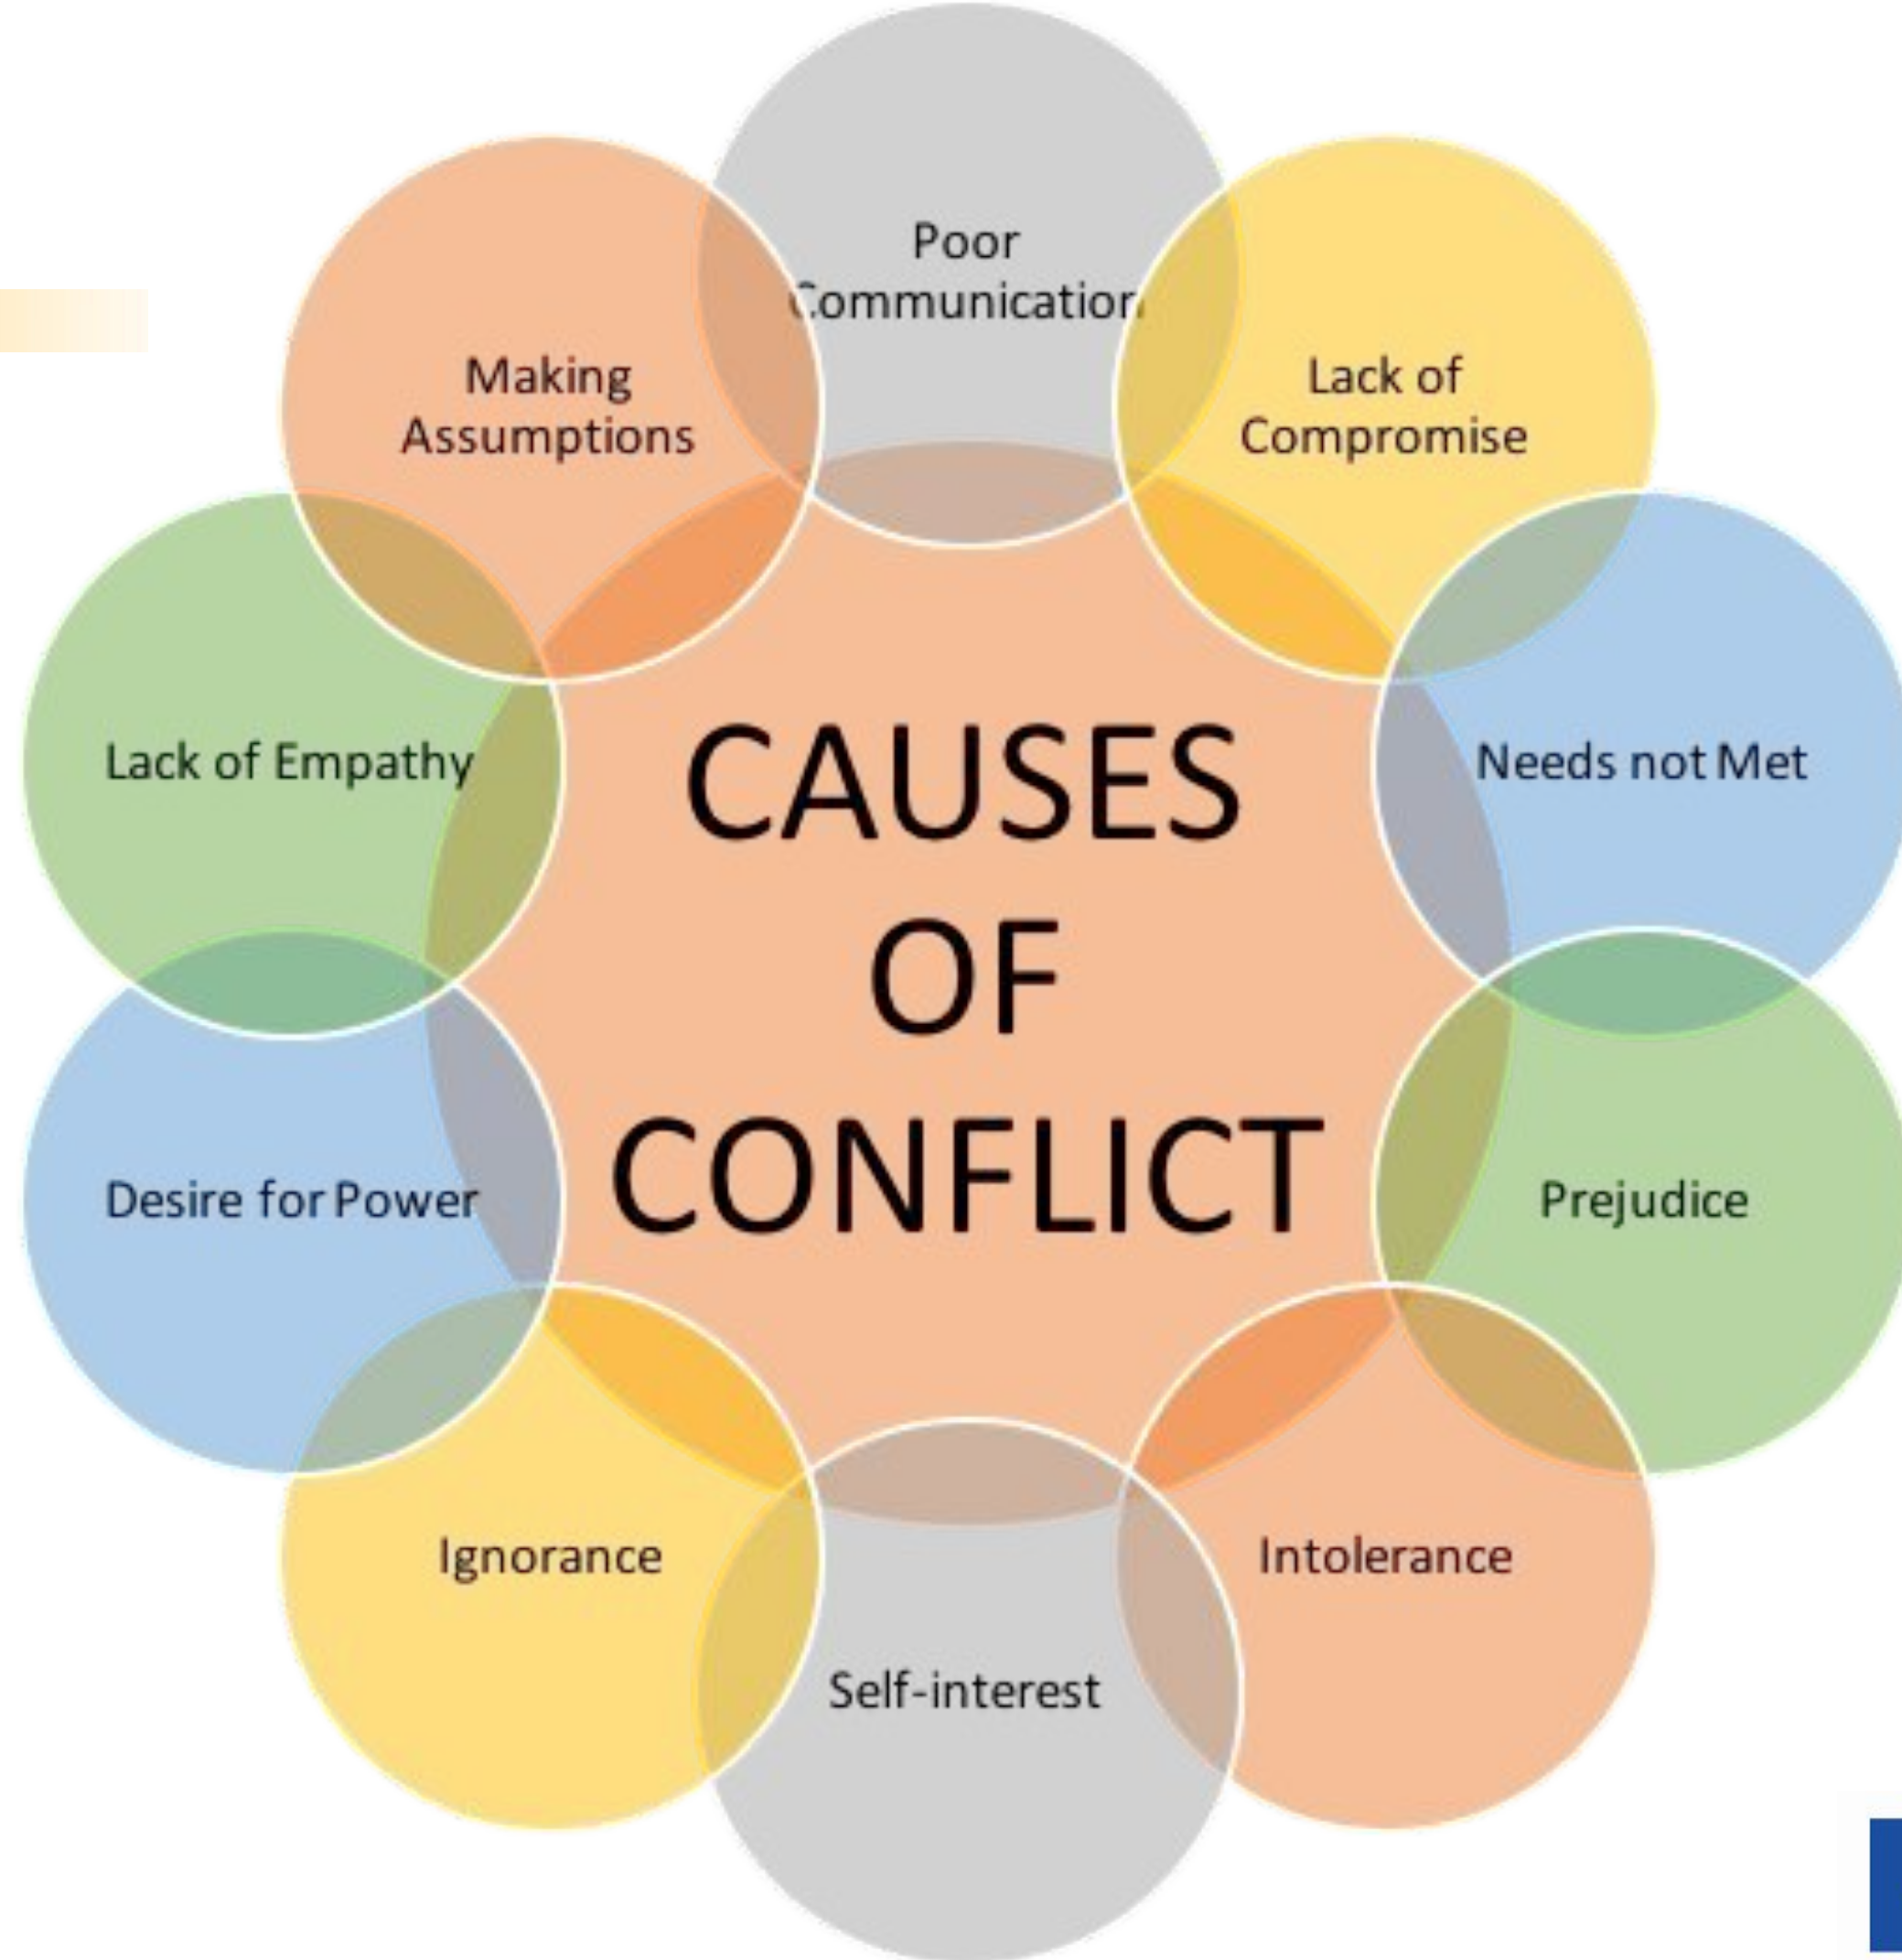 Poor
Communication
Lack of
Compromise
Needs not Met
Prejudice
Intolerance
Self-interest
Ignorance
Desire for Power
Lack of Empathy
Making
Assumptions
CAUSES
OF
CONFLICT